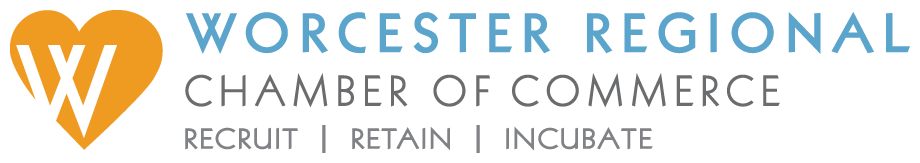 W
WORCESTER REGIONAL
CHAMBER OF COMMERCE
RECRUIT | RETAIN | INCUBATE